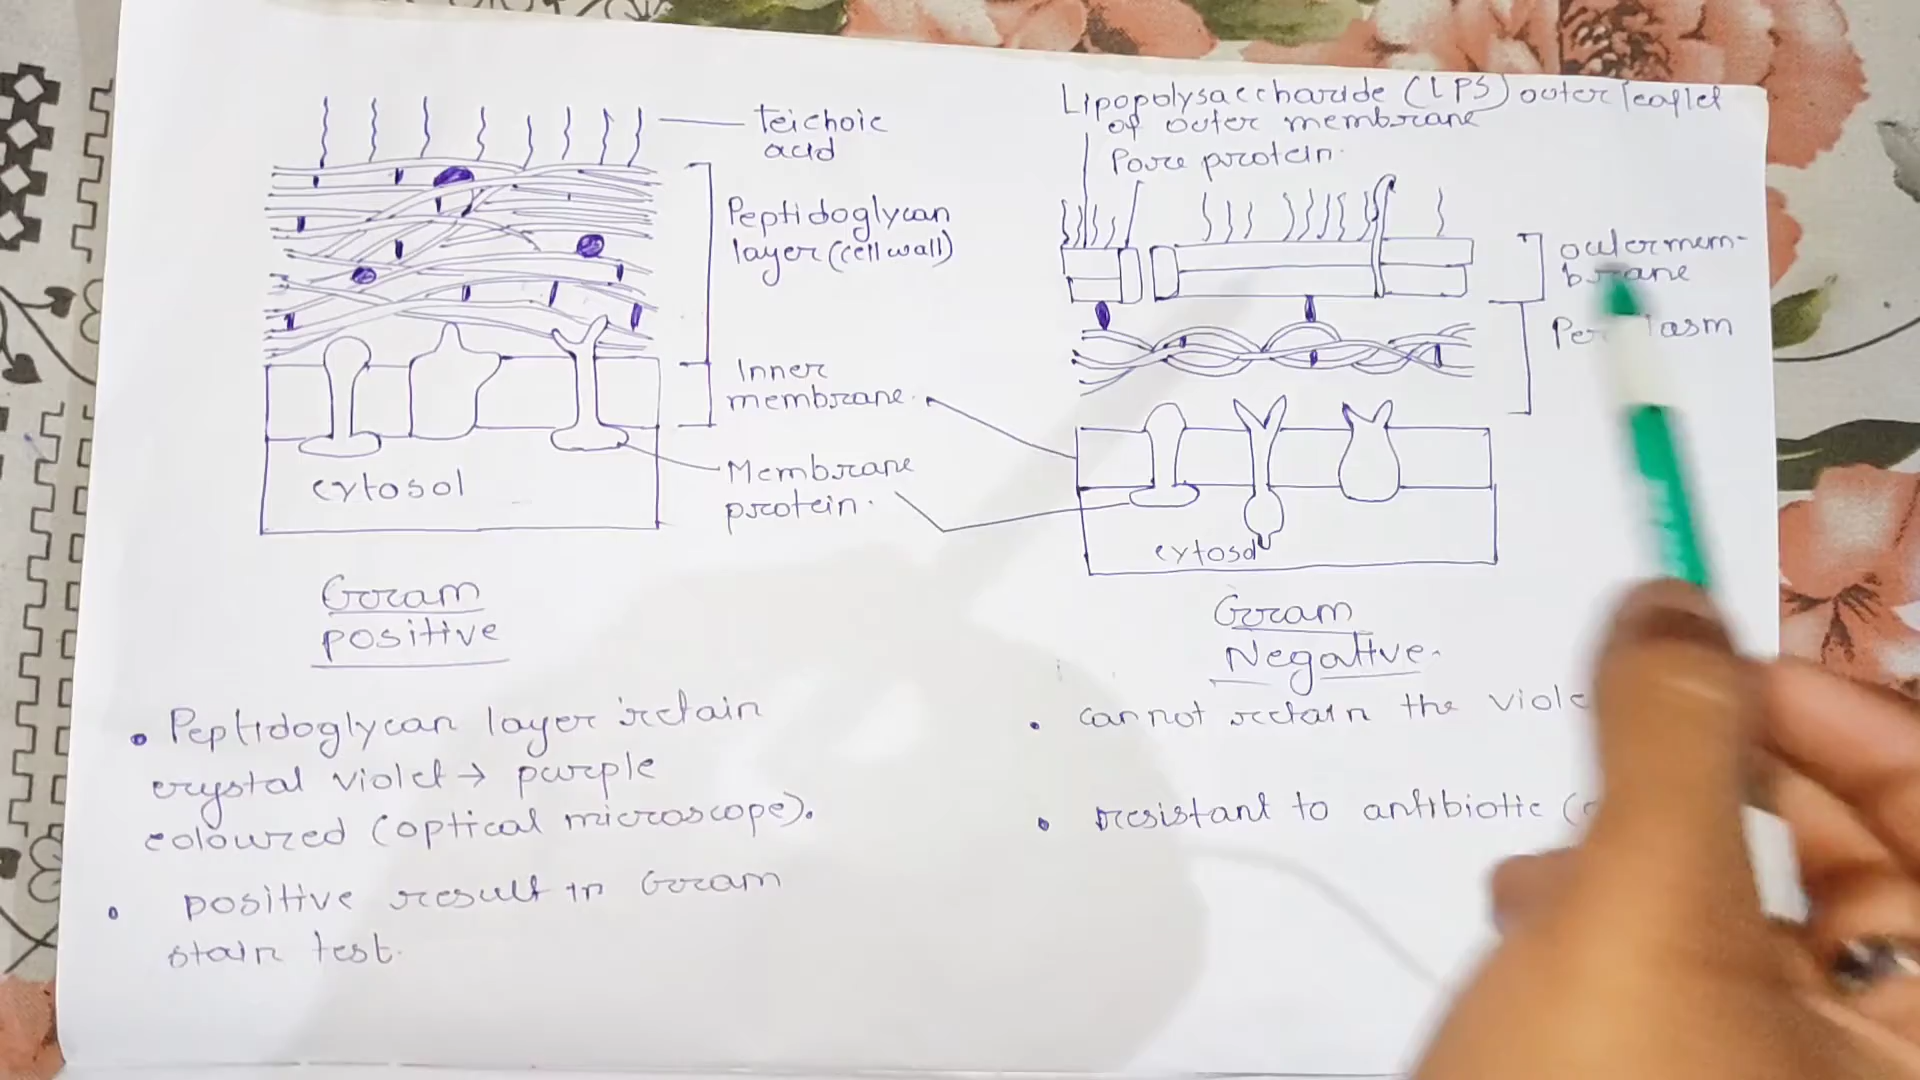 teichoic
acid
Peptidoglycan
layer (cell wall)
Inner
membrane.
Membrane
protein.
cytosol
Gram
positive
• Peptidoglycan layer retain
crystal violet → purple
coloured (optical microscope).
• positive result in Gram
stain test.
Lipopolysaccharide (LPS) outer leaflet
of outer membrane
Pore protein.
outer mem-
brane
cytosol
Gram
Negative.
• cannot retain the
• resistant to antibiotic (